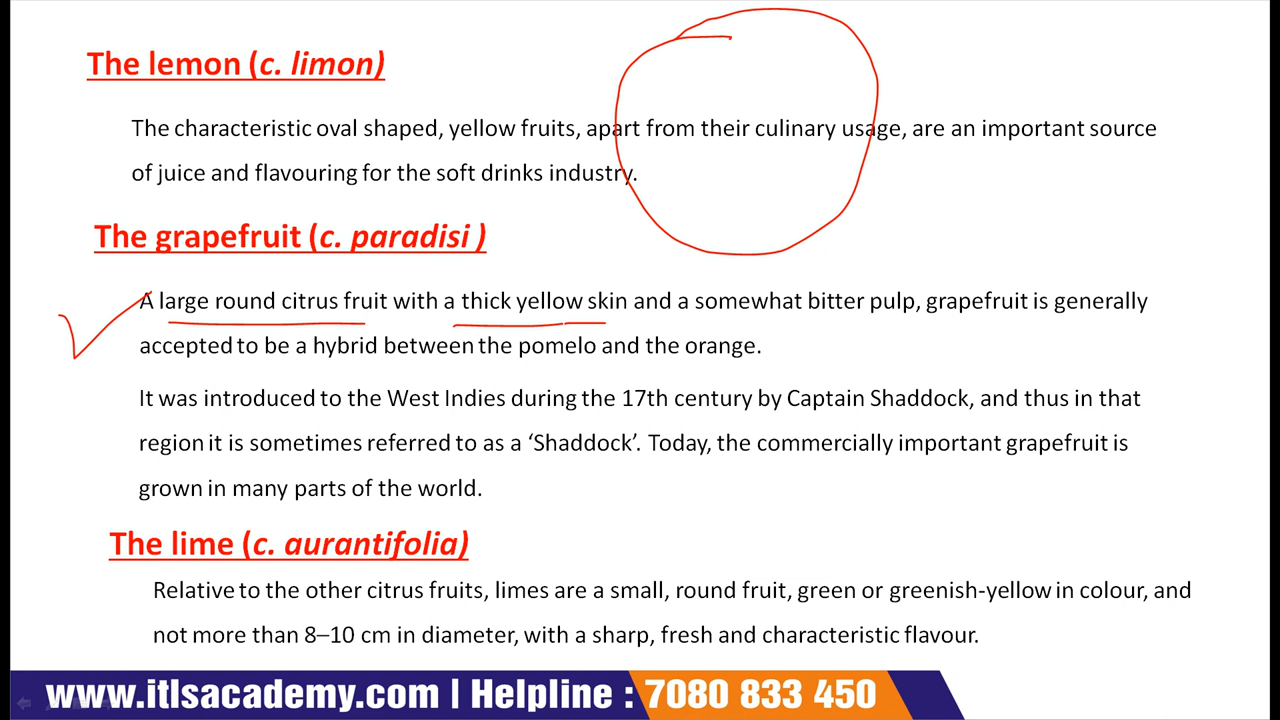 The lemon (c. limon)
The characteristic oval shaped, yellow fruits, apart from their culinary usage, are an important source
of juice and flavouring for the soft drinks industry.
The grapefruit (c. paradisi )
A large round citrus fruit with a thick yellow skin and a somewhat bitter pulp, grapefruit is generally
accepted to be a hybrid between the pomelo and the orange.
It was introduced to the West Indies during the 17th century by Captain Shaddock, and thus in that
region it is sometimes referred to as a ‘Shaddock’. Today, the commercially important grapefruit is
grown in many parts of the world.
The lime (c. aurantifolia)
Relative to the other citrus fruits, limes are a small, round fruit, green or greenish-yellow in colour, and
not more than 8–10 cm in diameter, with a sharp, fresh and characteristic flavour.
www.itlsacademy.com | Helpline : 7080 833 450